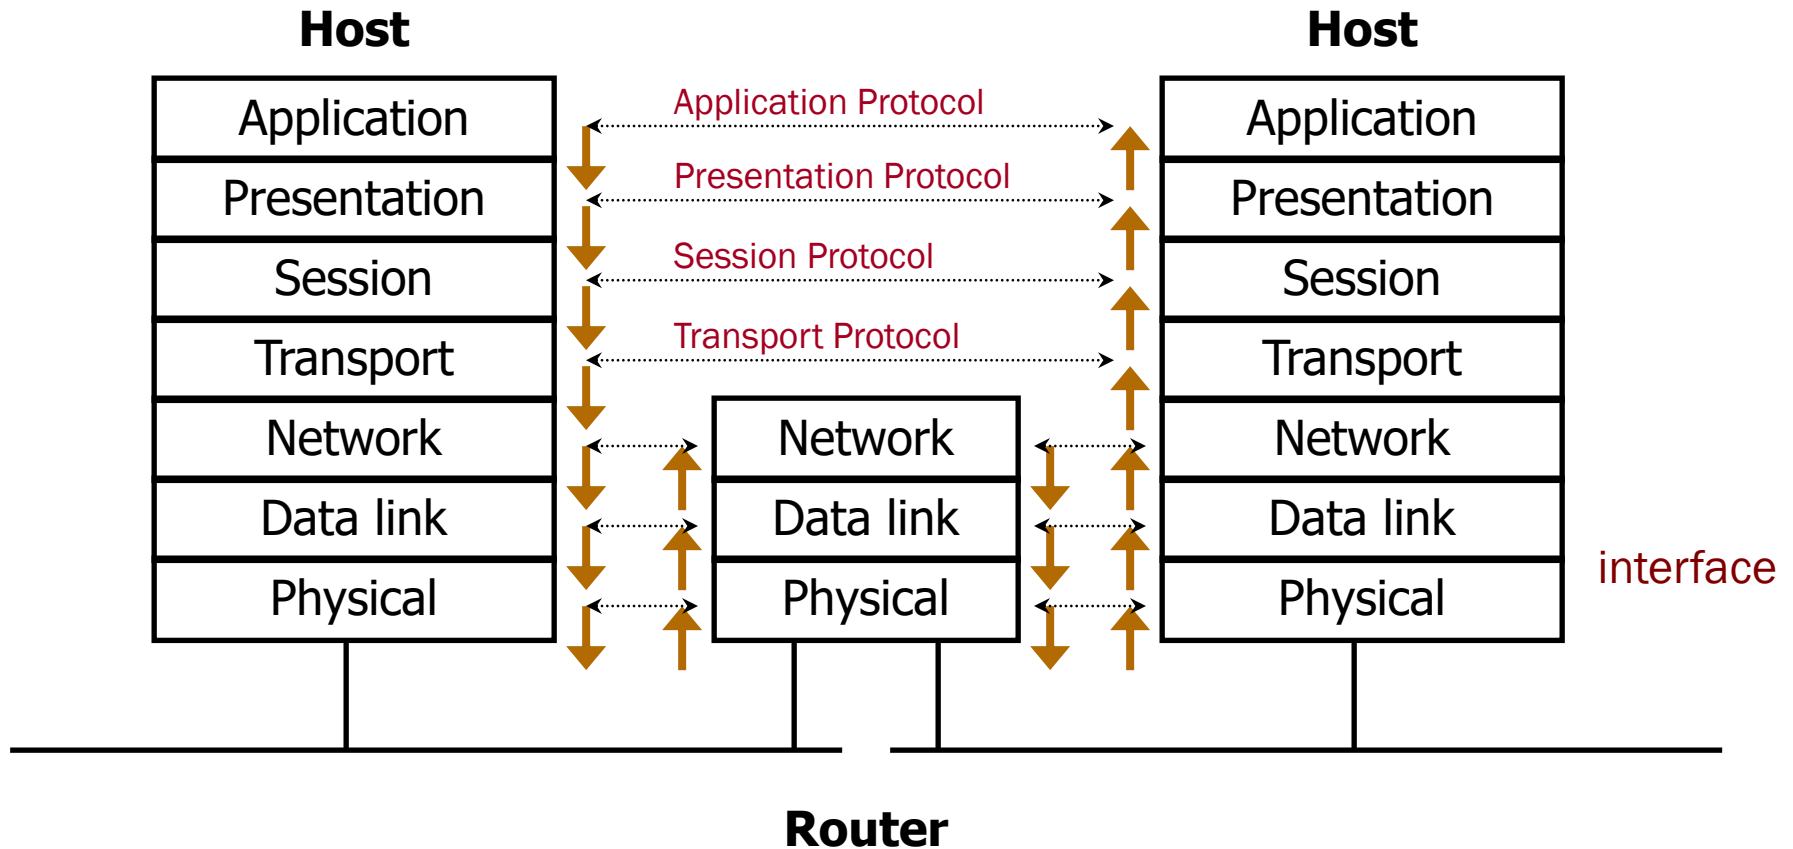 Host
Host
Application
Application Protocol
Application
Presentation
Presentation Protocol
Presentation
Session
Session Protocol
Session
Transport
Transport Protocol
Transport
Network
Network
Network
Data link
Data link
Data link
interface
Physical
Physical
Physical
Router